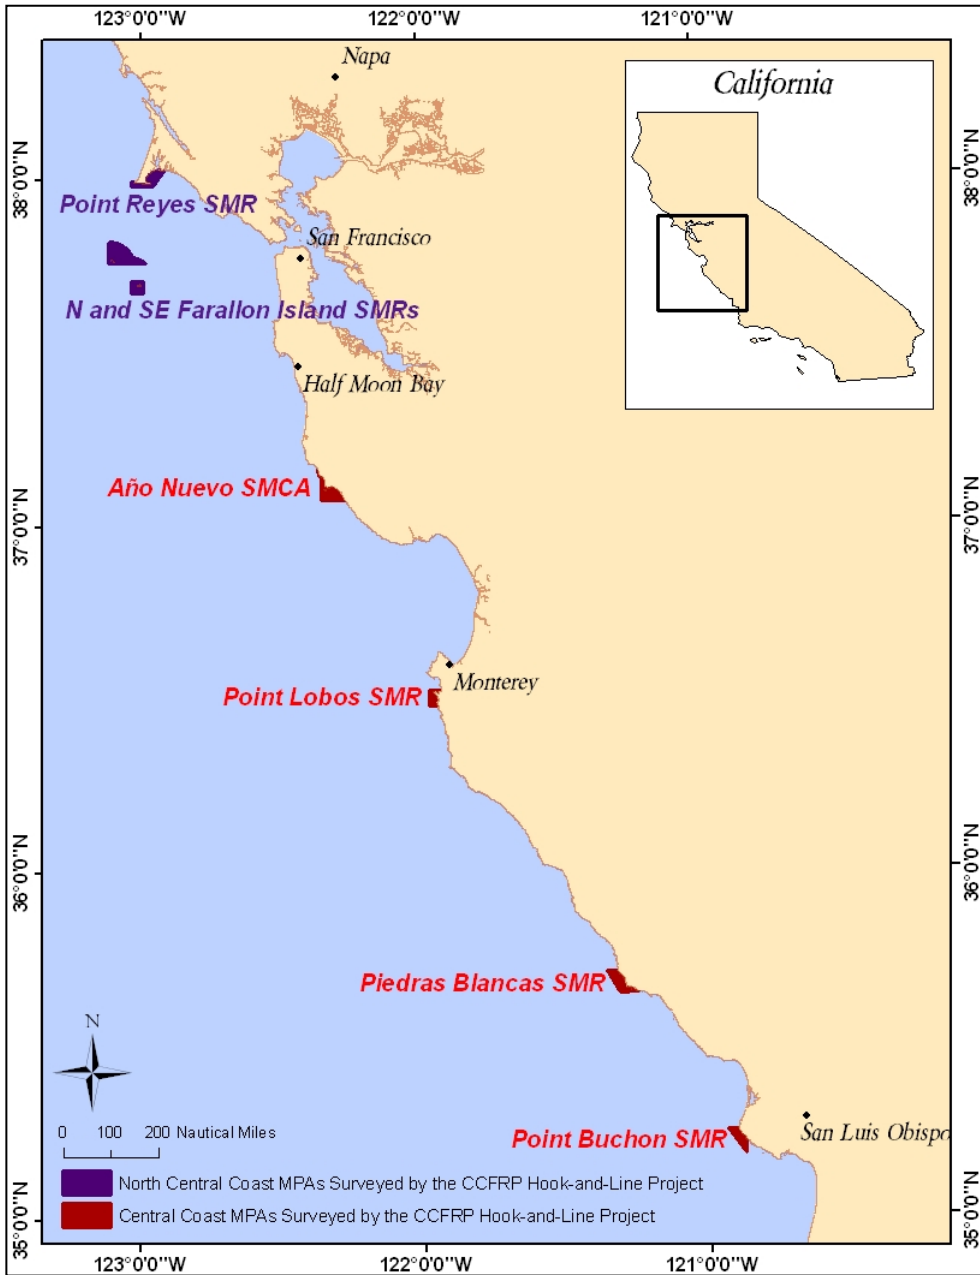 123°0'0"W 122°0'0"W 121°0'0"W
Napa
California
38°0'0"N
38°0'0"N
Point Reyes SMR
San Francisco
N and SE Farallon Island SMRs
Half Moon Bay
Año Nuevo SMCA
37°0'0"N
37°0'0"N
Monterey
Point Lobos SMR
36°0'0"N
36°0'0"N
Piedras Blancas SMR
N
0 100 200 Nautical Miles
Point Buchon SMR
San Luis Obispo
North Central Coast MPAs Surveyed by the CCFRP Hook-and-Line Project
Central Coast MPAs Surveyed by the CCFRP Hook-and-Line Project
35°0'0"N
35°0'0"N
123°0'0"W 122°0'0"W 121°0'0"W